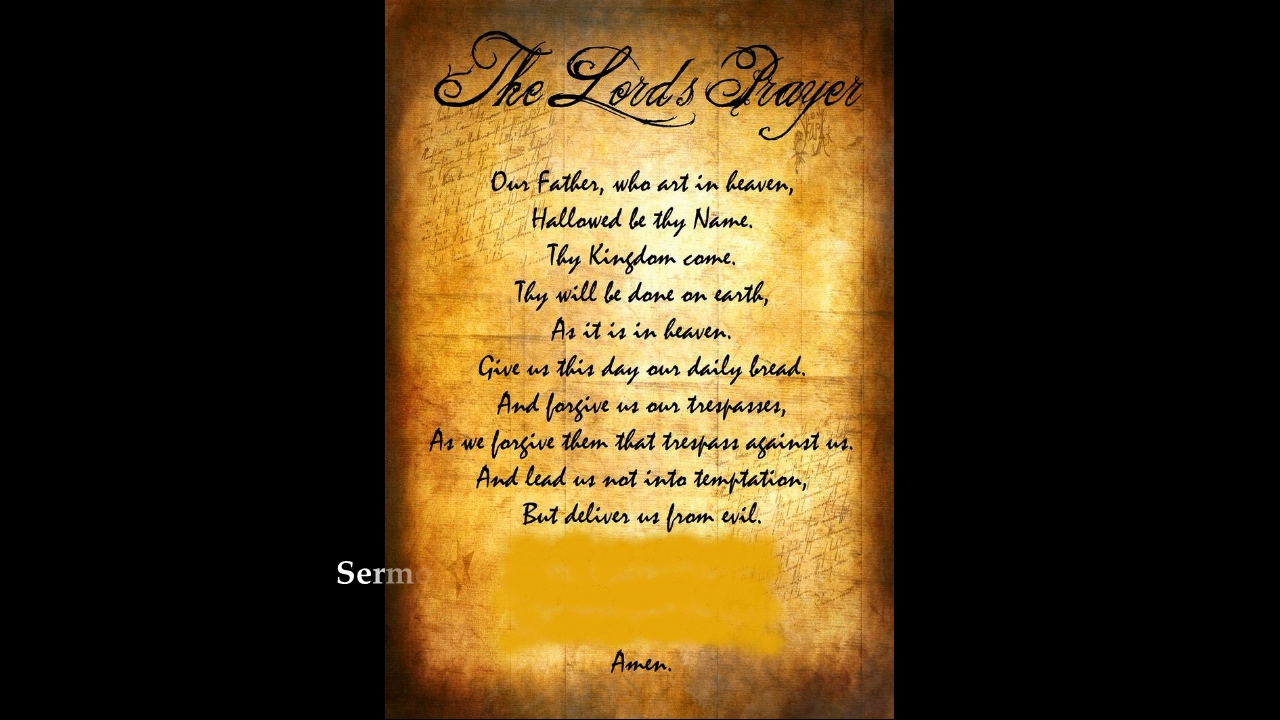 The Lord's Prayer
Our Father, who art in heaven,
Hallowed be thy Name.
Thy Kingdom come.
Thy will be done on earth,
As it is in heaven.
Give us this day our daily bread.
And forgive us our trespasses,
As we forgive them that trespass against us.
And lead us not into temptation,
But deliver us from evil.
Serm
Amen.